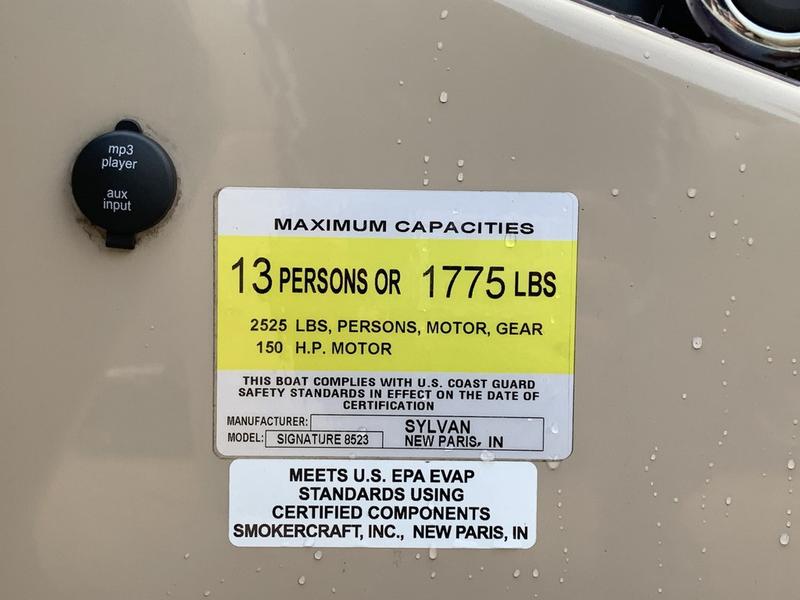 mp3
player
aux
input
MAXIMUM CAPACITIES
13 PERSONS OR 1775 LBS
2525 LBS, PERSONS, MOTOR, GEAR
150 H.P. MOTOR
THIS BOAT COMPLIES WITH U.S. COAST GUARD
SAFETY STANDARDS IN EFFECT ON THE DATE OF
CERTIFICATION
MANUFACTURER: SYLVAN
NEW PARIS, IN
MODEL: SIGNATURE 8523
MEETS U.S. EPA EVAP
STANDARDS USING
CERTIFIED COMPONENTS
SMOKERCRAFT, INC., NEW PARIS, IN